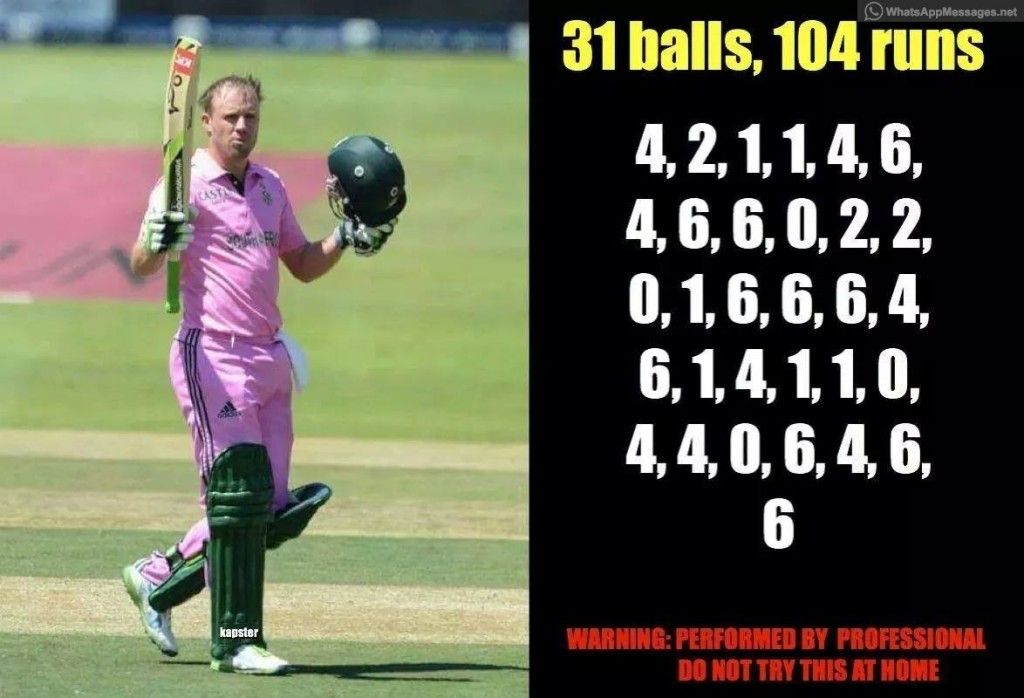 WhatsAppMessages.net
31 balls, 104 runs
4, 2, 1, 1, 4, 6,
4, 6, 6, 0, 2, 2,
0, 1, 6, 6, 6, 4,
6, 1, 4, 1, 1, 0,
4, 4, 0, 6, 4, 6,
6
WARNING: PERFORMED BY PROFESSIONAL
DO NOT TRY THIS AT HOME
KFC
adidas
kapster